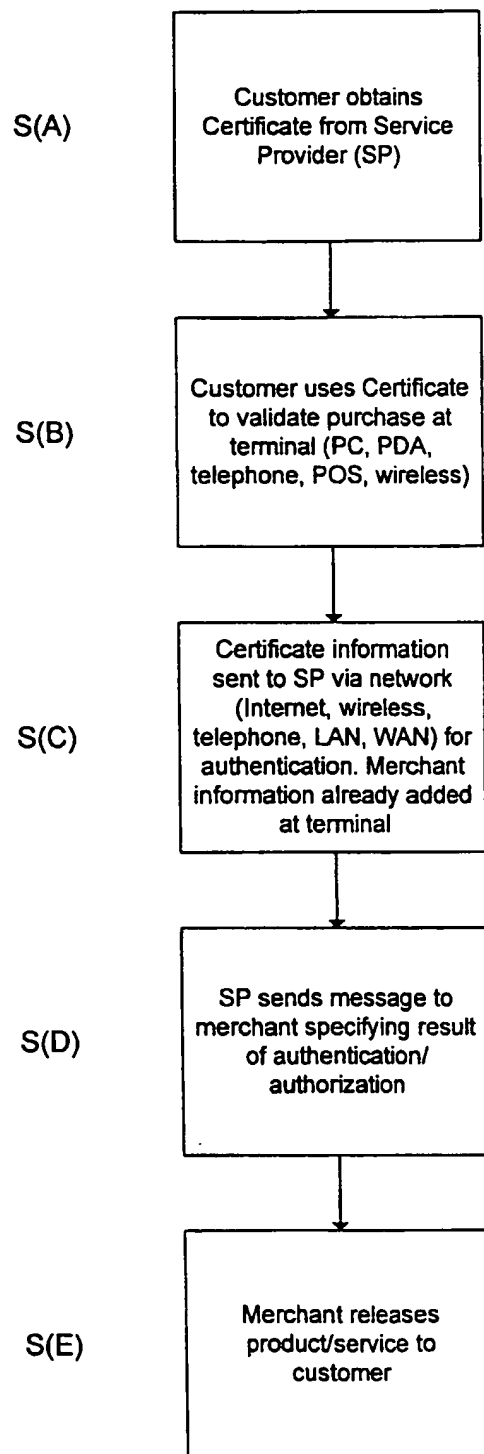 S(A)
Customer obtains
Certificate from Service
Provider (SP)
S(B)
Customer uses Certificate
to validate purchase at
terminal (PC, PDA,
telephone, POS, wireless)
S(C)
Certificate information
sent to SP via network
(Internet, wireless,
telephone, LAN, WAN) for
authentication. Merchant
information already added
at terminal
S(D)
SP sends message to
merchant specifying result
of authentication/
authorization
S(E)
Merchant releases
product/service to
customer